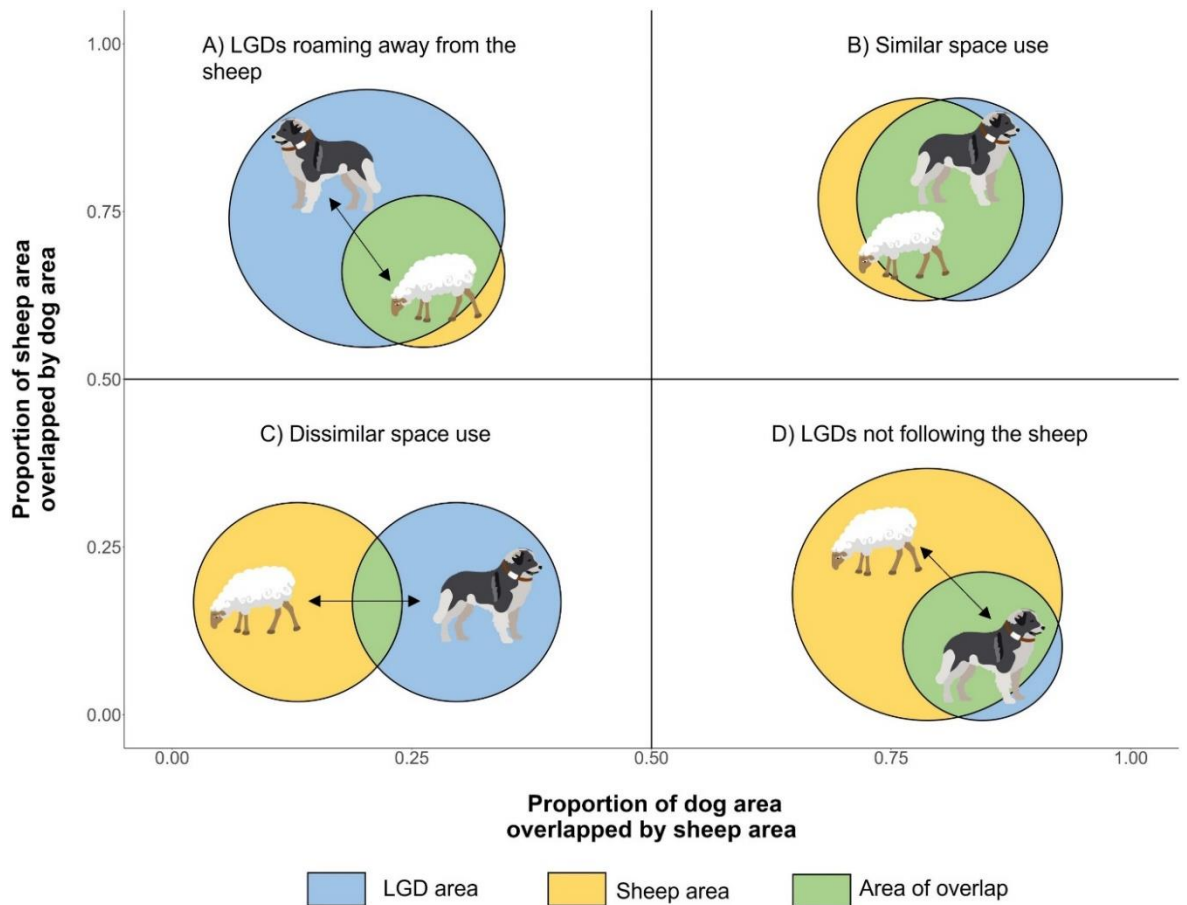 A) LGDs roaming away from the
sheep
B) Similar space use
C) Dissimilar space use
D) LGDs not following the sheep
1.00
0.75
0.50
0.25
0.00
Proportion of sheep area
overlapped by dog area
0.00
0.25
0.50
0.75
1.00
Proportion of dog area
overlapped by sheep area
LGD area
Sheep area
Area of overlap